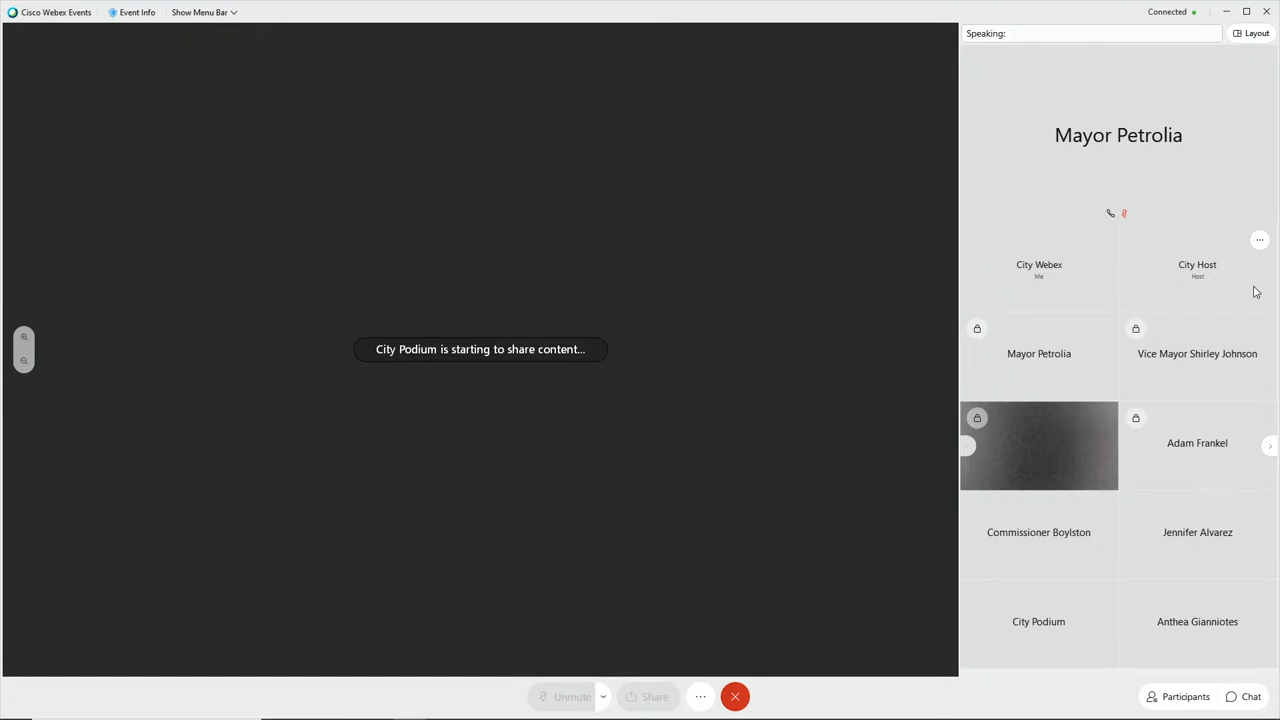 Cisco Webex Events
Event Info
Show Menu Bar
Connected
Speaking:
Layout
Mayor Petrolia
City Webex
Me
City Host
Host
Mayor Petrolia
Vice Mayor Shirley Johnson
City Podium is starting to share content...
Adam Frankel
Commissioner Boylston
Jennifer Alvarez
City Podium
Anthea Gianniotes
Unmute
Share
Participants
Chat